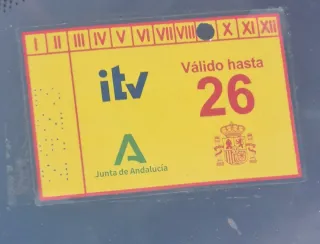 I II III IV V VI VII VIII X XI XII
itv
Válido hasta
26
Junta de Andalucía